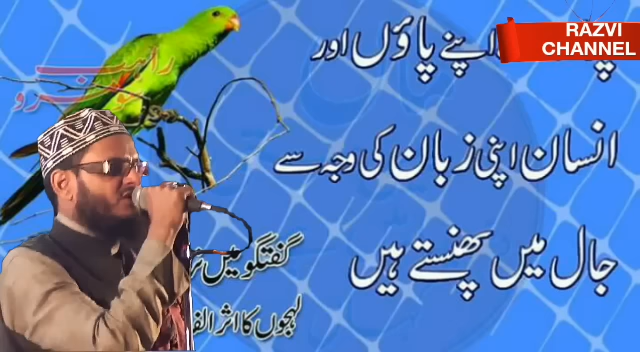 RAZVI
CHANNEL
اپنے پاؤں اور
انسان اپنی زبان کی وجہ سے
جال میں پھنستے ہیں
گفتگو میں
لہجوں کا اثر